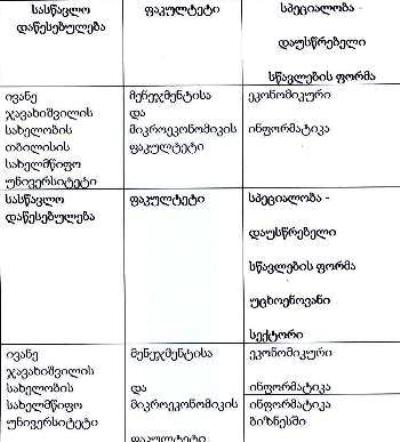 სასწავლო ფაკულტეტი სპეციალობა -
დაწესებულება
დაუსწრებელი
სწავლების ფორმა
ივანე მენეჯმენტისა ეკონომიკური
ჯავახიშვილის და
სახელობის მიკროეკონომიკის ინფორმატიკა
თბილისის ფაკულტეტი
სახელმწიფო
უნივერსიტეტი
სასწავლო ფაკულტეტი სპეციალობა -
დაწესებულება
დაუსწრებელი
სწავლების ფორმა
უცხოენოვანი
სექტორი
ივანე მენეჯმენტისა ეკონომიკური
ჯავახიშვილის
სახელობის და ინფორმატიკა
სახელმწიფო მიკროეკონომიკის ინფორმატიკა
უნივერსიტეტი ბიზნესში
ფაკულტეტი